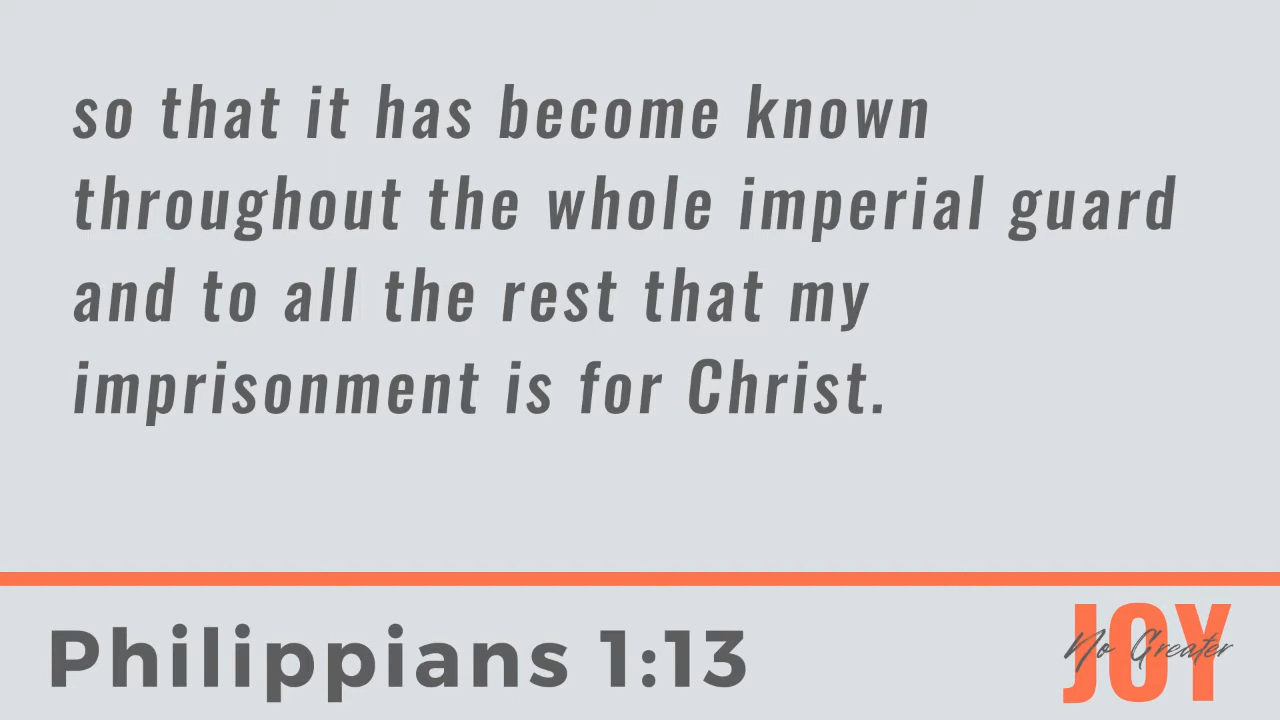 so that it has become known
throughout the whole imperial guard
and to all the rest that my
imprisonment is for Christ.
Philippians 1:13
No Greater
JOY